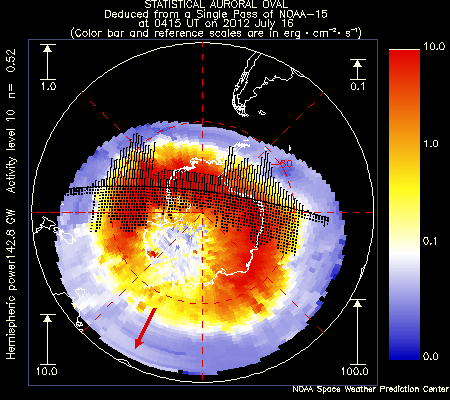 STATISTICAL AURORAL OVAL
Deduced from a Single Pass of NOAA-15
at 0415 UT on 2012 July 16
(Color bar and reference scales are in erg · cm⁻² · s⁻¹)
1.0
0.1
10.0
100.0
-50
Hemispheric power142.8 GW Activity level 10 n= 0.52
10.0
1.0
0.1
0.0
NOAA Space Weather Prediction Center